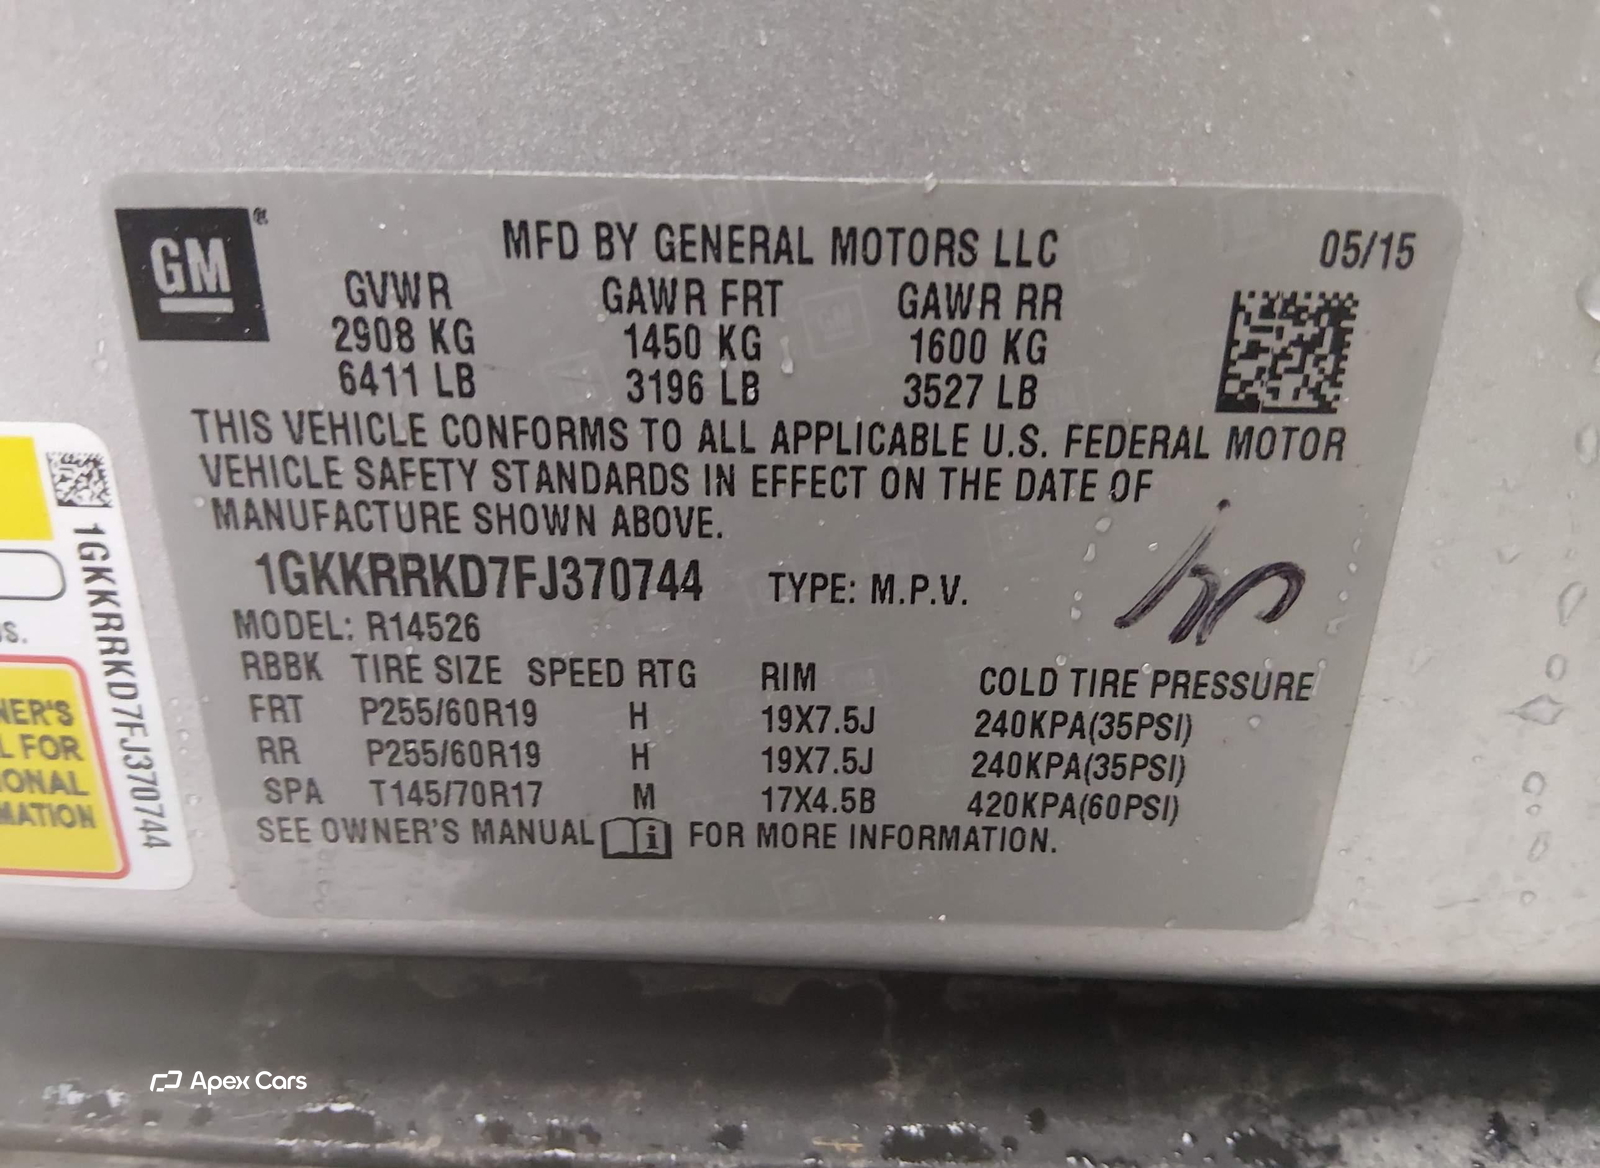 GM®
MFD BY GENERAL MOTORS LLC 05/15
GVWR GAWR FRT GAWR RR
2908 KG 1450 KG 1600 KG
6411 LB 3196 LB 3527 LB
THIS VEHICLE CONFORMS TO ALL APPLICABLE U.S. FEDERAL MOTOR
VEHICLE SAFETY STANDARDS IN EFFECT ON THE DATE OF
MANUFACTURE SHOWN ABOVE.
1GKKRRKD7FJ370744 TYPE: M.P.V.
MODEL: R14526
RBBK TIRE SIZE SPEED RTG RIM COLD TIRE PRESSURE
FRT P255/60R19 H 19X7.5J 240KPA(35PSI)
RR P255/60R19 H 19X7.5J 240KPA(35PSI)
SPA T145/70R17 M 17X4.5B 420KPA(60PSI)
SEE OWNER'S MANUAL i FOR MORE INFORMATION.
1GKKRRKD7FJ370744
NER'S
L FOR
ONAL
MATION
Apex Cars